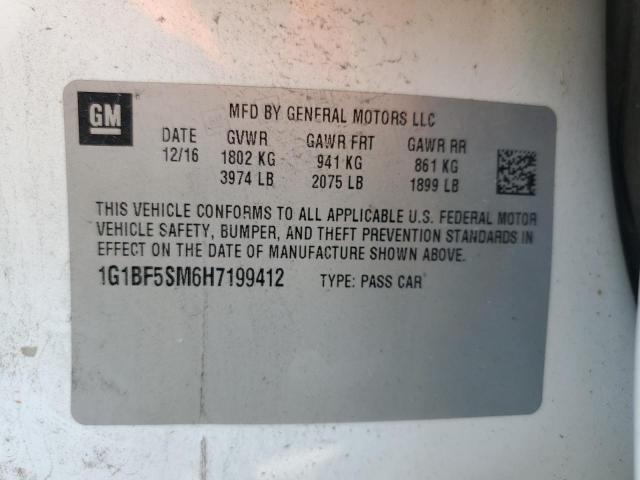 GM
MFD BY GENERAL MOTORS LLC
DATE GVWR GAWR FRT GAWR RR
12/16 1802 KG 941 KG 861 KG
3974 LB 2075 LB 1899 LB
THIS VEHICLE CONFORMS TO ALL APPLICABLE U.S. FEDERAL MOTOR
VEHICLE SAFETY, BUMPER, AND THEFT PREVENTION STANDARDS IN
EFFECT ON THE DATE OF MANUFACTURE SHOWN ABOVE.
1G1BF5SM6H7199412 TYPE: PASS CAR